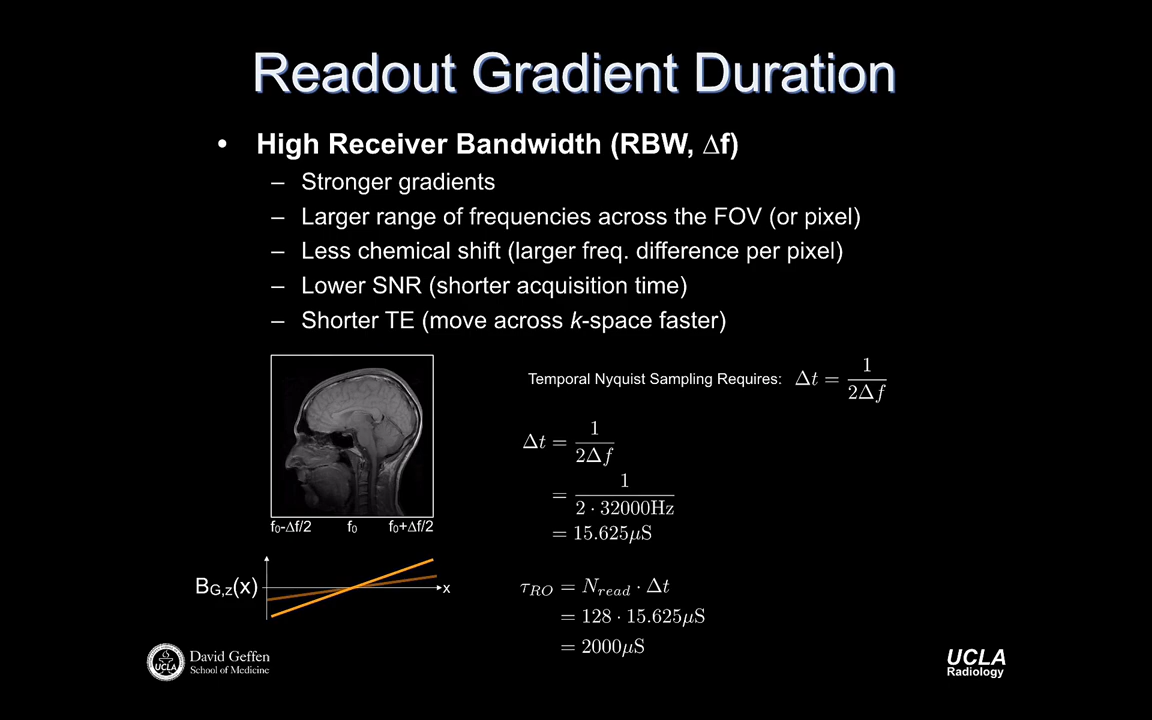 Readout Gradient Duration
• High Receiver Bandwidth (RBW, Δf)
– Stronger gradients
– Larger range of frequencies across the FOV (or pixel)
– Less chemical shift (larger freq. difference per pixel)
– Lower SNR (shorter acquisition time)
– Shorter TE (move across k-space faster)
Temporal Nyquist Sampling Requires: Δt = 1/2Δf
Δt = 1/2Δf
= 1/2 · 32000Hz
= 15.625μS
f₀-Δf/2 f₀ f₀+Δf/2
B_G,z(x) x
τ_RO = N_read · Δt
= 128 · 15.625μS
= 2000μS
UCLA
David Geffen
School of Medicine
UCLA
Radiology